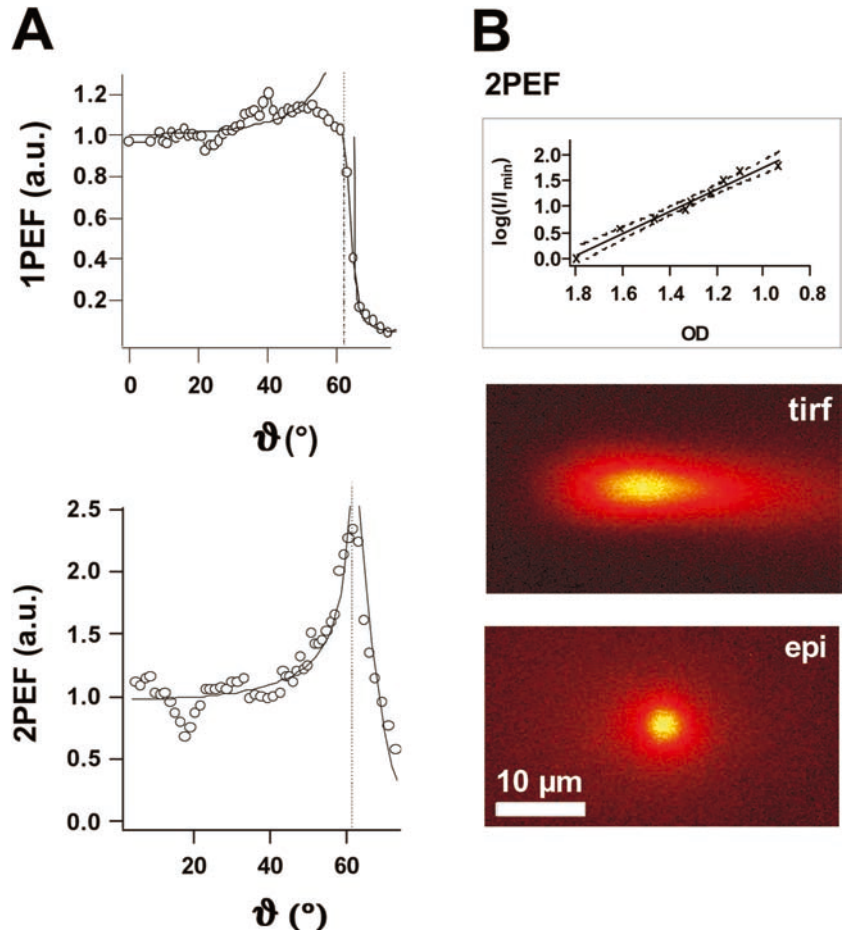 A
1PEF (a.u.)
1.2
1.0
0.8
0.6
0.4
0.2
0 20 40 60
ϑ (°)
2PEF (a.u.)
2.5
2.0
1.5
1.0
0.5
0.0
20 40 60
ϑ (°)
B
2PEF
log(I/Imin)
2.0
1.5
1.0
0.5
0.0
1.8 1.6 1.4 1.2 1.0 0.8
OD
tirf
epi
10 µm